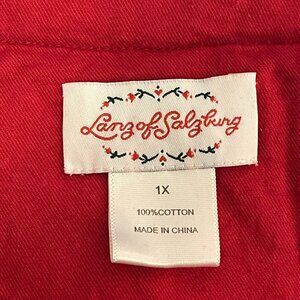 Lanz of Salzburg
1X
100%COTTON
MADE IN CHINA